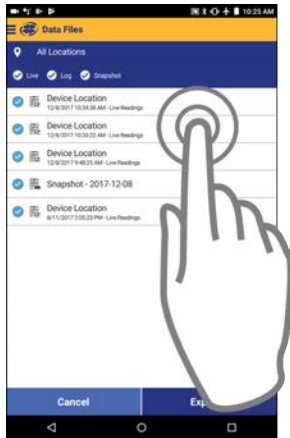 10:25 AM
Data Files
All Locations
Live Log Snapshot
Device Location
12/8/2017 10:34:38 AM - Live Readings
Device Location
12/8/2017 10:33:22 AM - Live Readings
Device Location
12/8/2017 9:48:25 AM - Live Readings
Snapshot - 2017-12-08
Device Location
8/11/2017 2:05:23 PM - Live Readings
Cancel
Exp